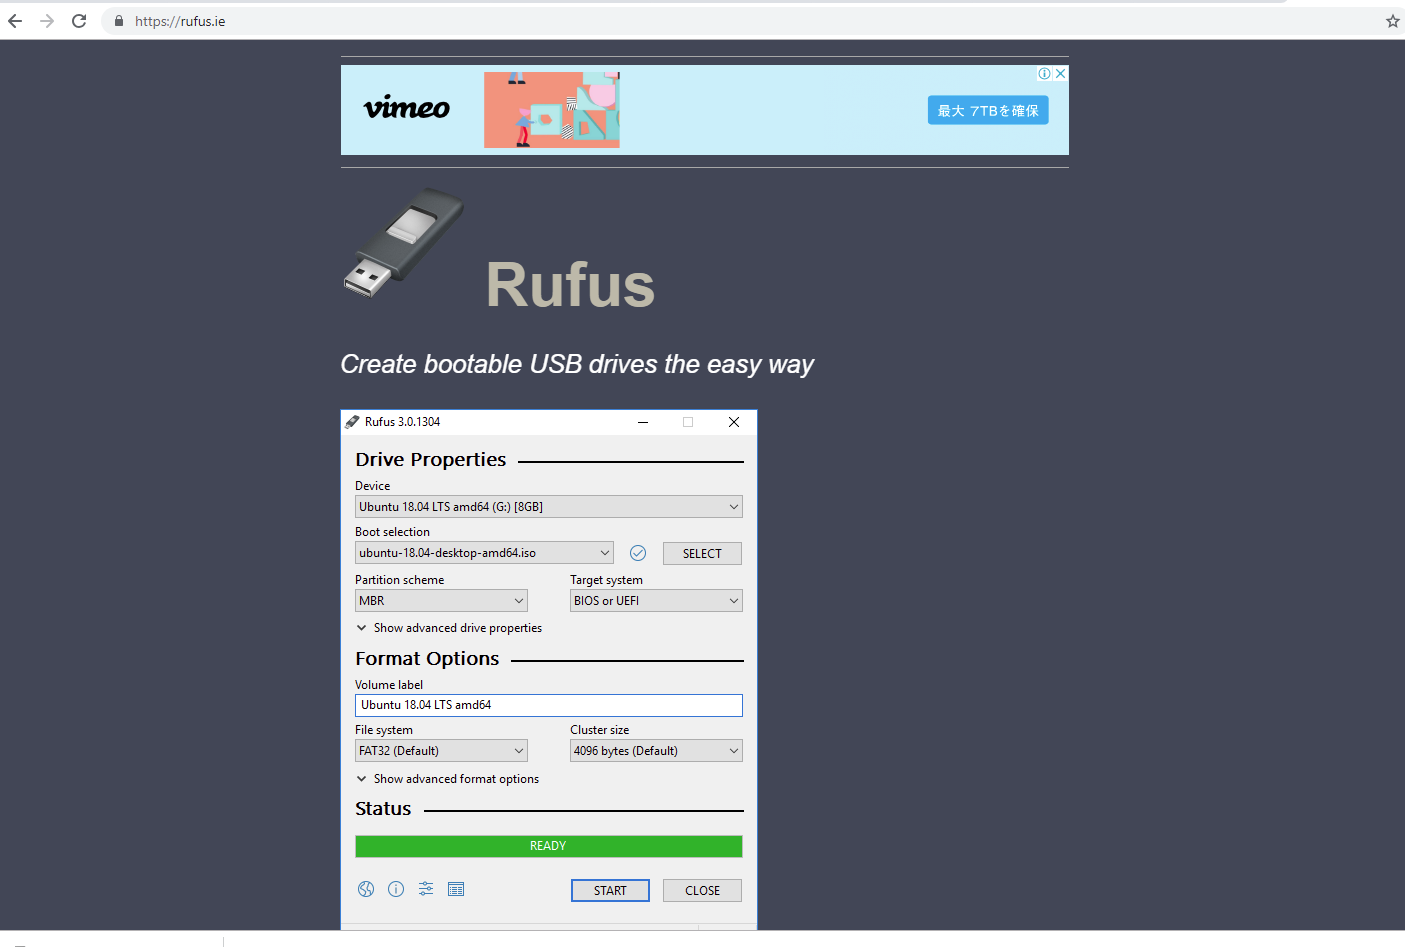 https://rufus.ie
vimeo
最大 7TBを確保
Rufus
Create bootable USB drives the easy way
Rufus 3.0.1304
Drive Properties
Device
Ubuntu 18.04 LTS amd64 (G:) [8GB]
Boot selection
ubuntu-18.04-desktop-amd64.iso
SELECT
Partition scheme
Target system
MBR
BIOS or UEFI
Show advanced drive properties
Format Options
Volume label
Ubuntu 18.04 LTS amd64
File system
Cluster size
FAT32 (Default)
4096 bytes (Default)
Show advanced format options
Status
READY
START
CLOSE